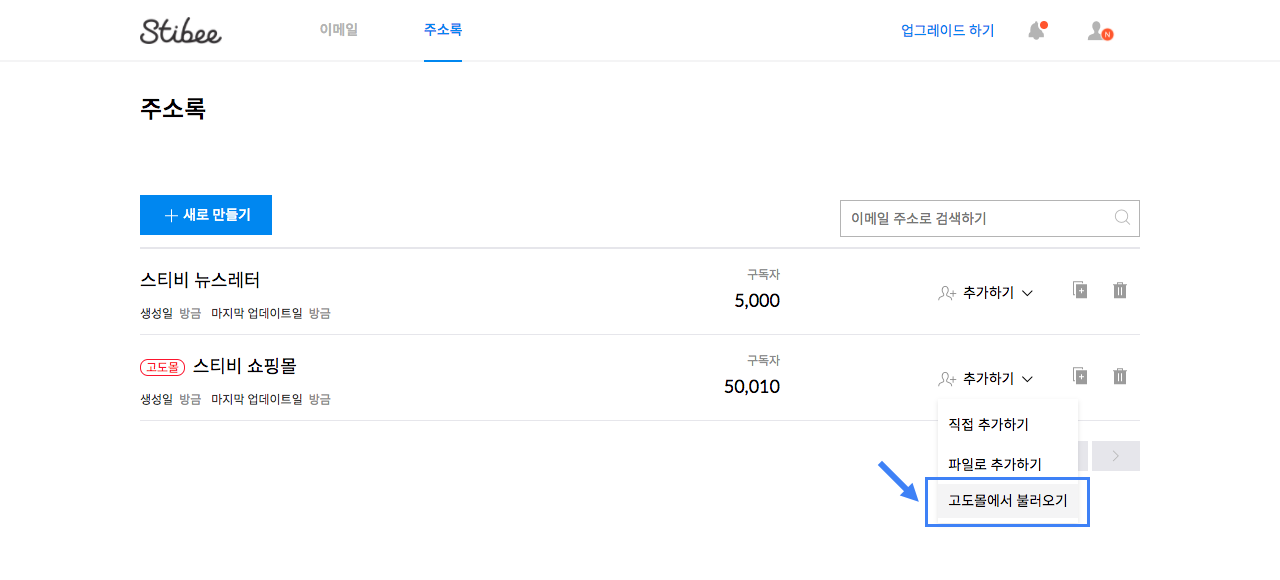 Stibee 이메일 주소록 업그레이드 하기 N
주소록
새로 만들기
이메일 주소로 검색하기
스티비 뉴스레터
구독자
5,000
추가하기
생성일 방금 마지막 업데이트일 방금
고도몰 스티비 쇼핑몰
구독자
50,010
추가하기
생성일 방금 마지막 업데이트일 방금
직접 추가하기
파일로 추가하기
고도몰에서 불러오기